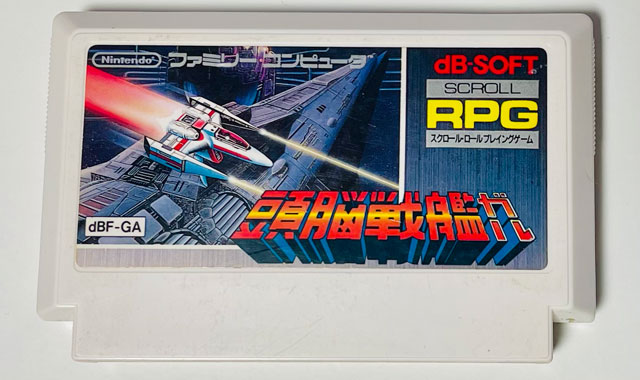 Nintendo
ファミリーコンピュータ
dB-SOFT
SCROLL
RPG
スクロール・ロールプレイングゲーム
頭脳戦艦ガル
dBF-GA